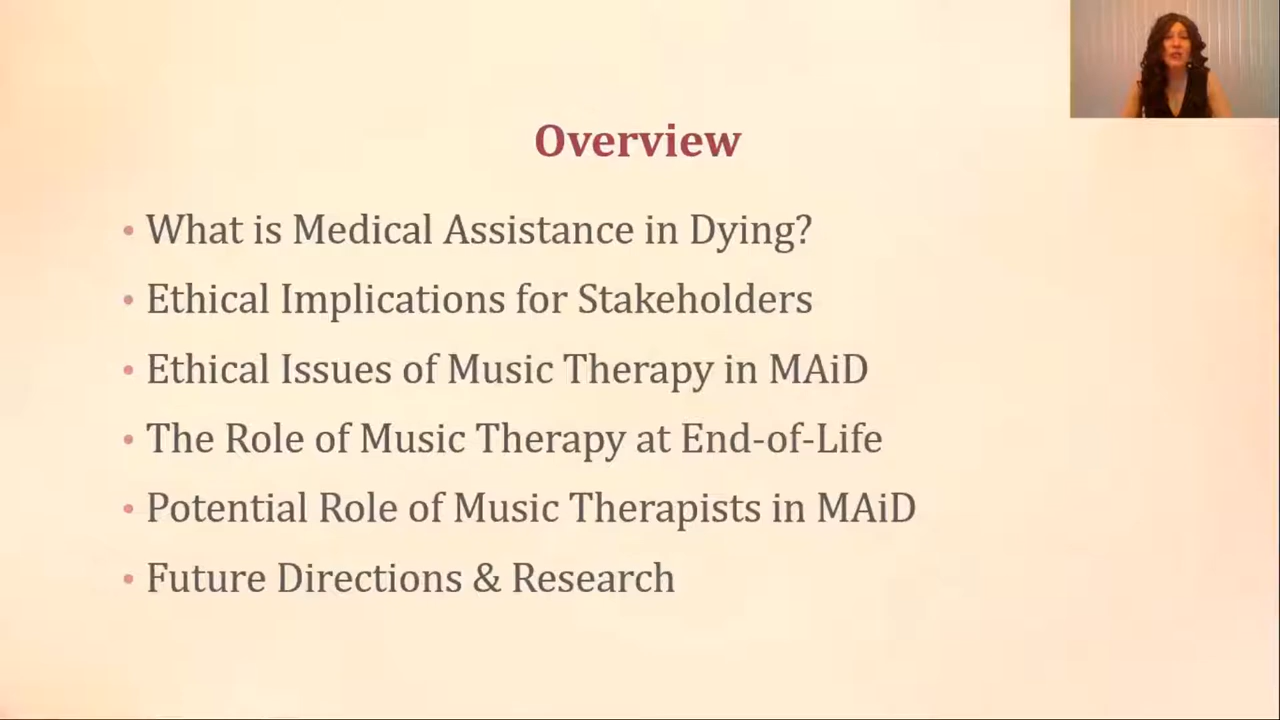 Overview
• What is Medical Assistance in Dying?
• Ethical Implications for Stakeholders
• Ethical Issues of Music Therapy in MAiD
• The Role of Music Therapy at End-of-Life
• Potential Role of Music Therapists in MAiD
• Future Directions & Research